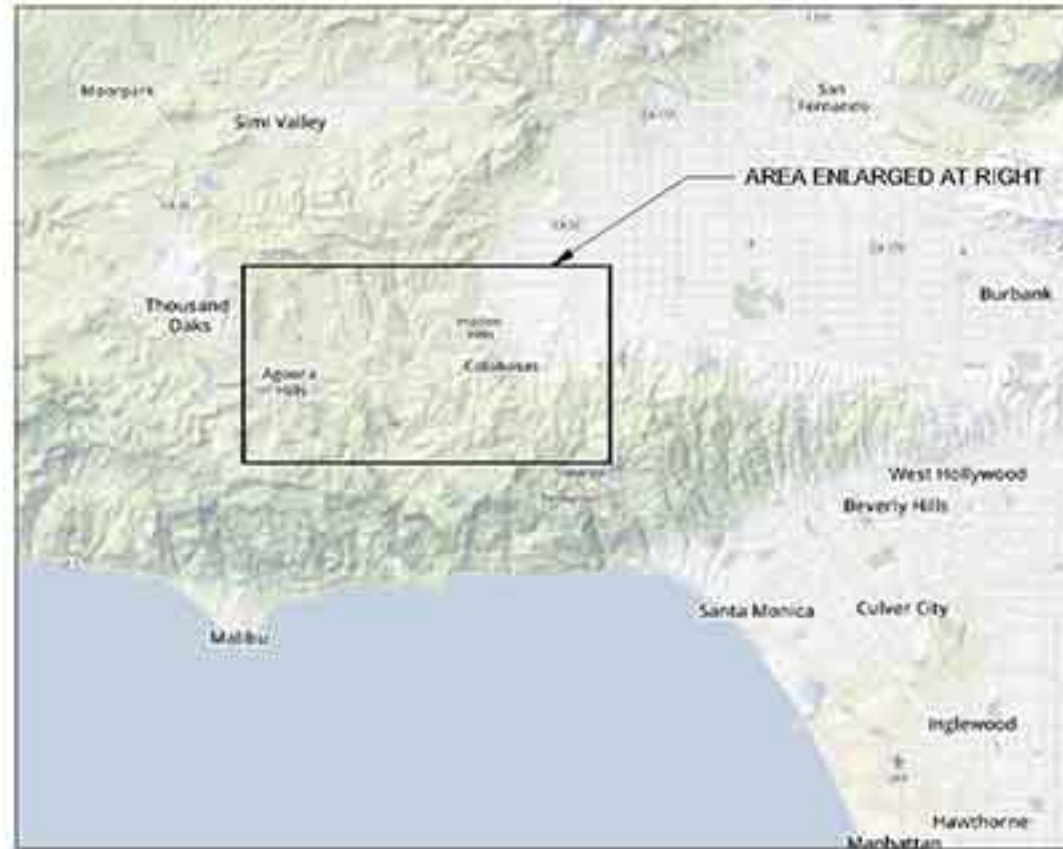 Moorpark
Simi Valley
San
Fernando
AREA ENLARGED AT RIGHT
Thousand
Oaks
Burbank
Hills
Calabasas
Agoura
Hills
West Hollywood
Beverly Hills
Santa Monica
Culver City
Malibu
Inglewood
Hawthorne
Manhattan